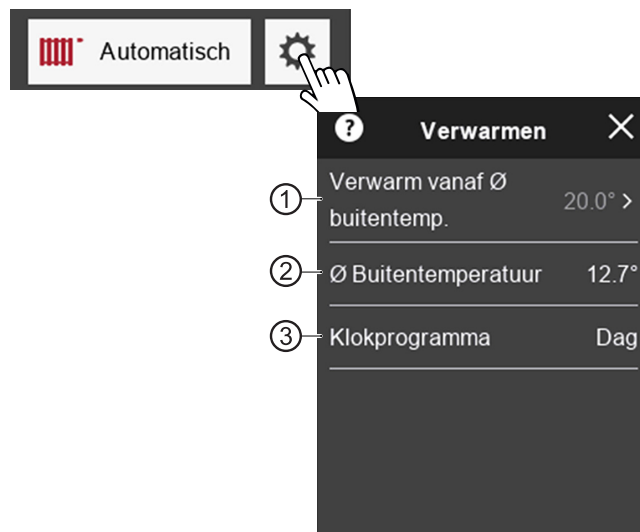 Automatisch
? Verwarmen
① Verwarm vanaf Ø
buitentemp. 20.0° >
② Ø Buitentemperatuur 12.7°
③ Klokprogramma Dag